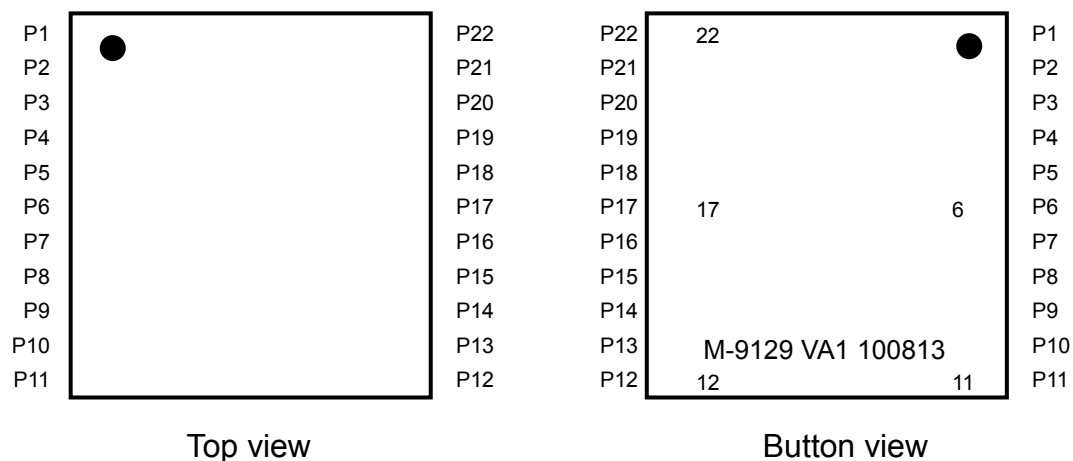 P1 P22 P22 22 P1
P2 P21 P21 P2
P3 P20 P20 P3
P4 P19 P19 P4
P5 P18 P18 P5
P6 P17 P17 17 6 P6
P7 P16 P16 P7
P8 P15 P15 P8
P9 P14 P14 P9
P10 P13 P13 M-9129 VA1 100813 P10
P11 P12 P12 12 11 P11
Top view Button view